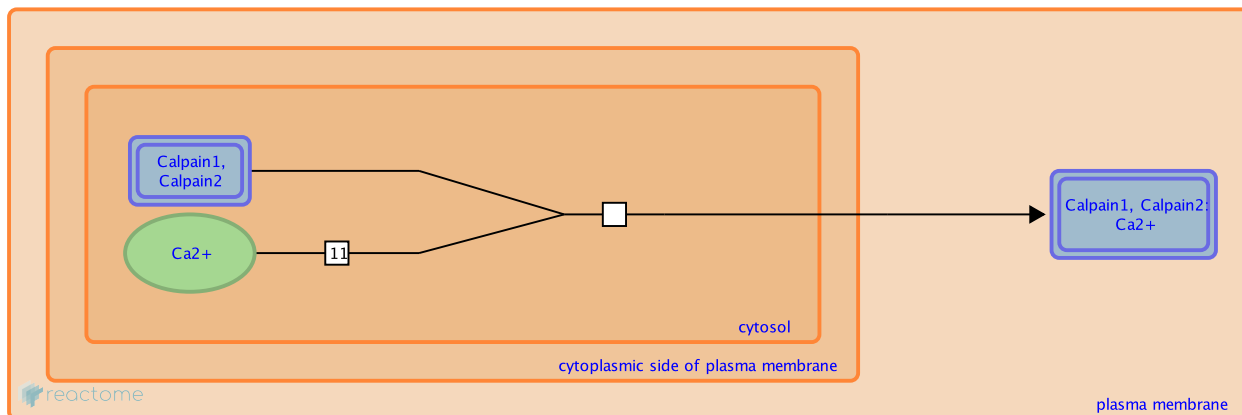 Calpain1,
Calpain2
Ca2+
11
Calpain1, Calpain2:
Ca2+
cytosol
cytoplasmic side of plasma membrane
reactome
plasma membrane